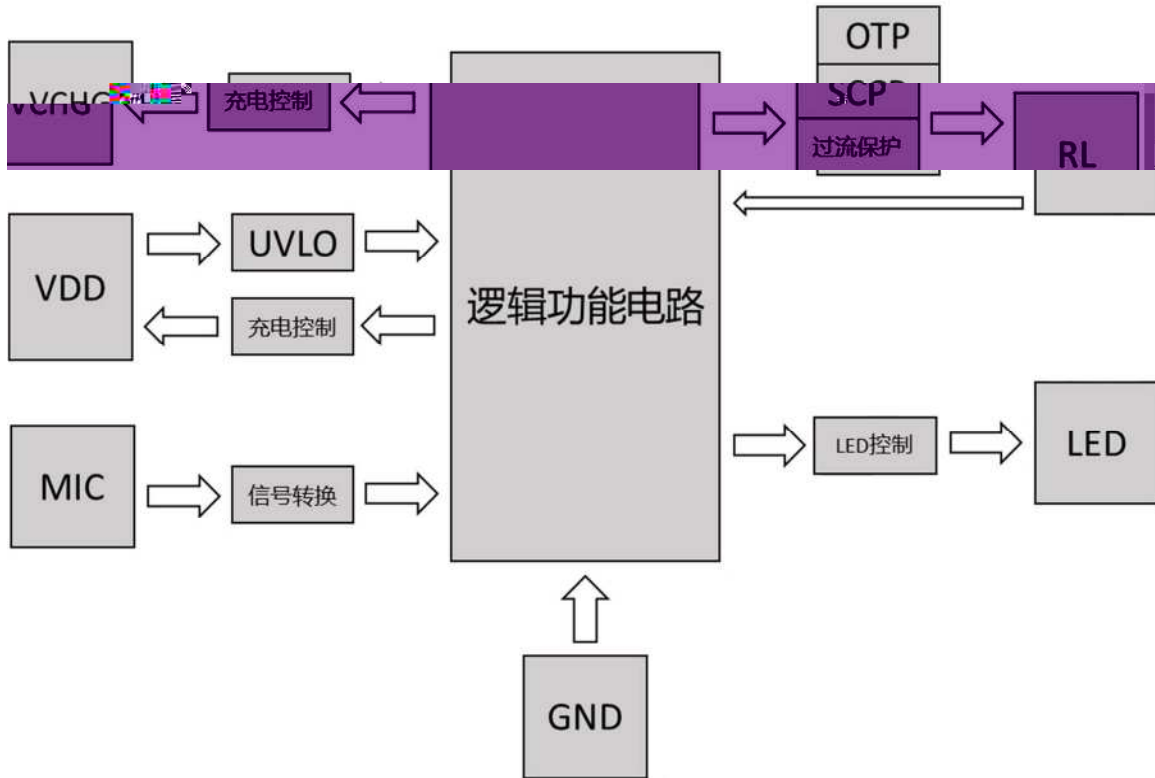 OTP
SCP
VCHG
充电控制
过流保护
RL
VDD
UVLO
充电控制
逻辑功能电路
MIC
信号转换
LED控制
LED
GND